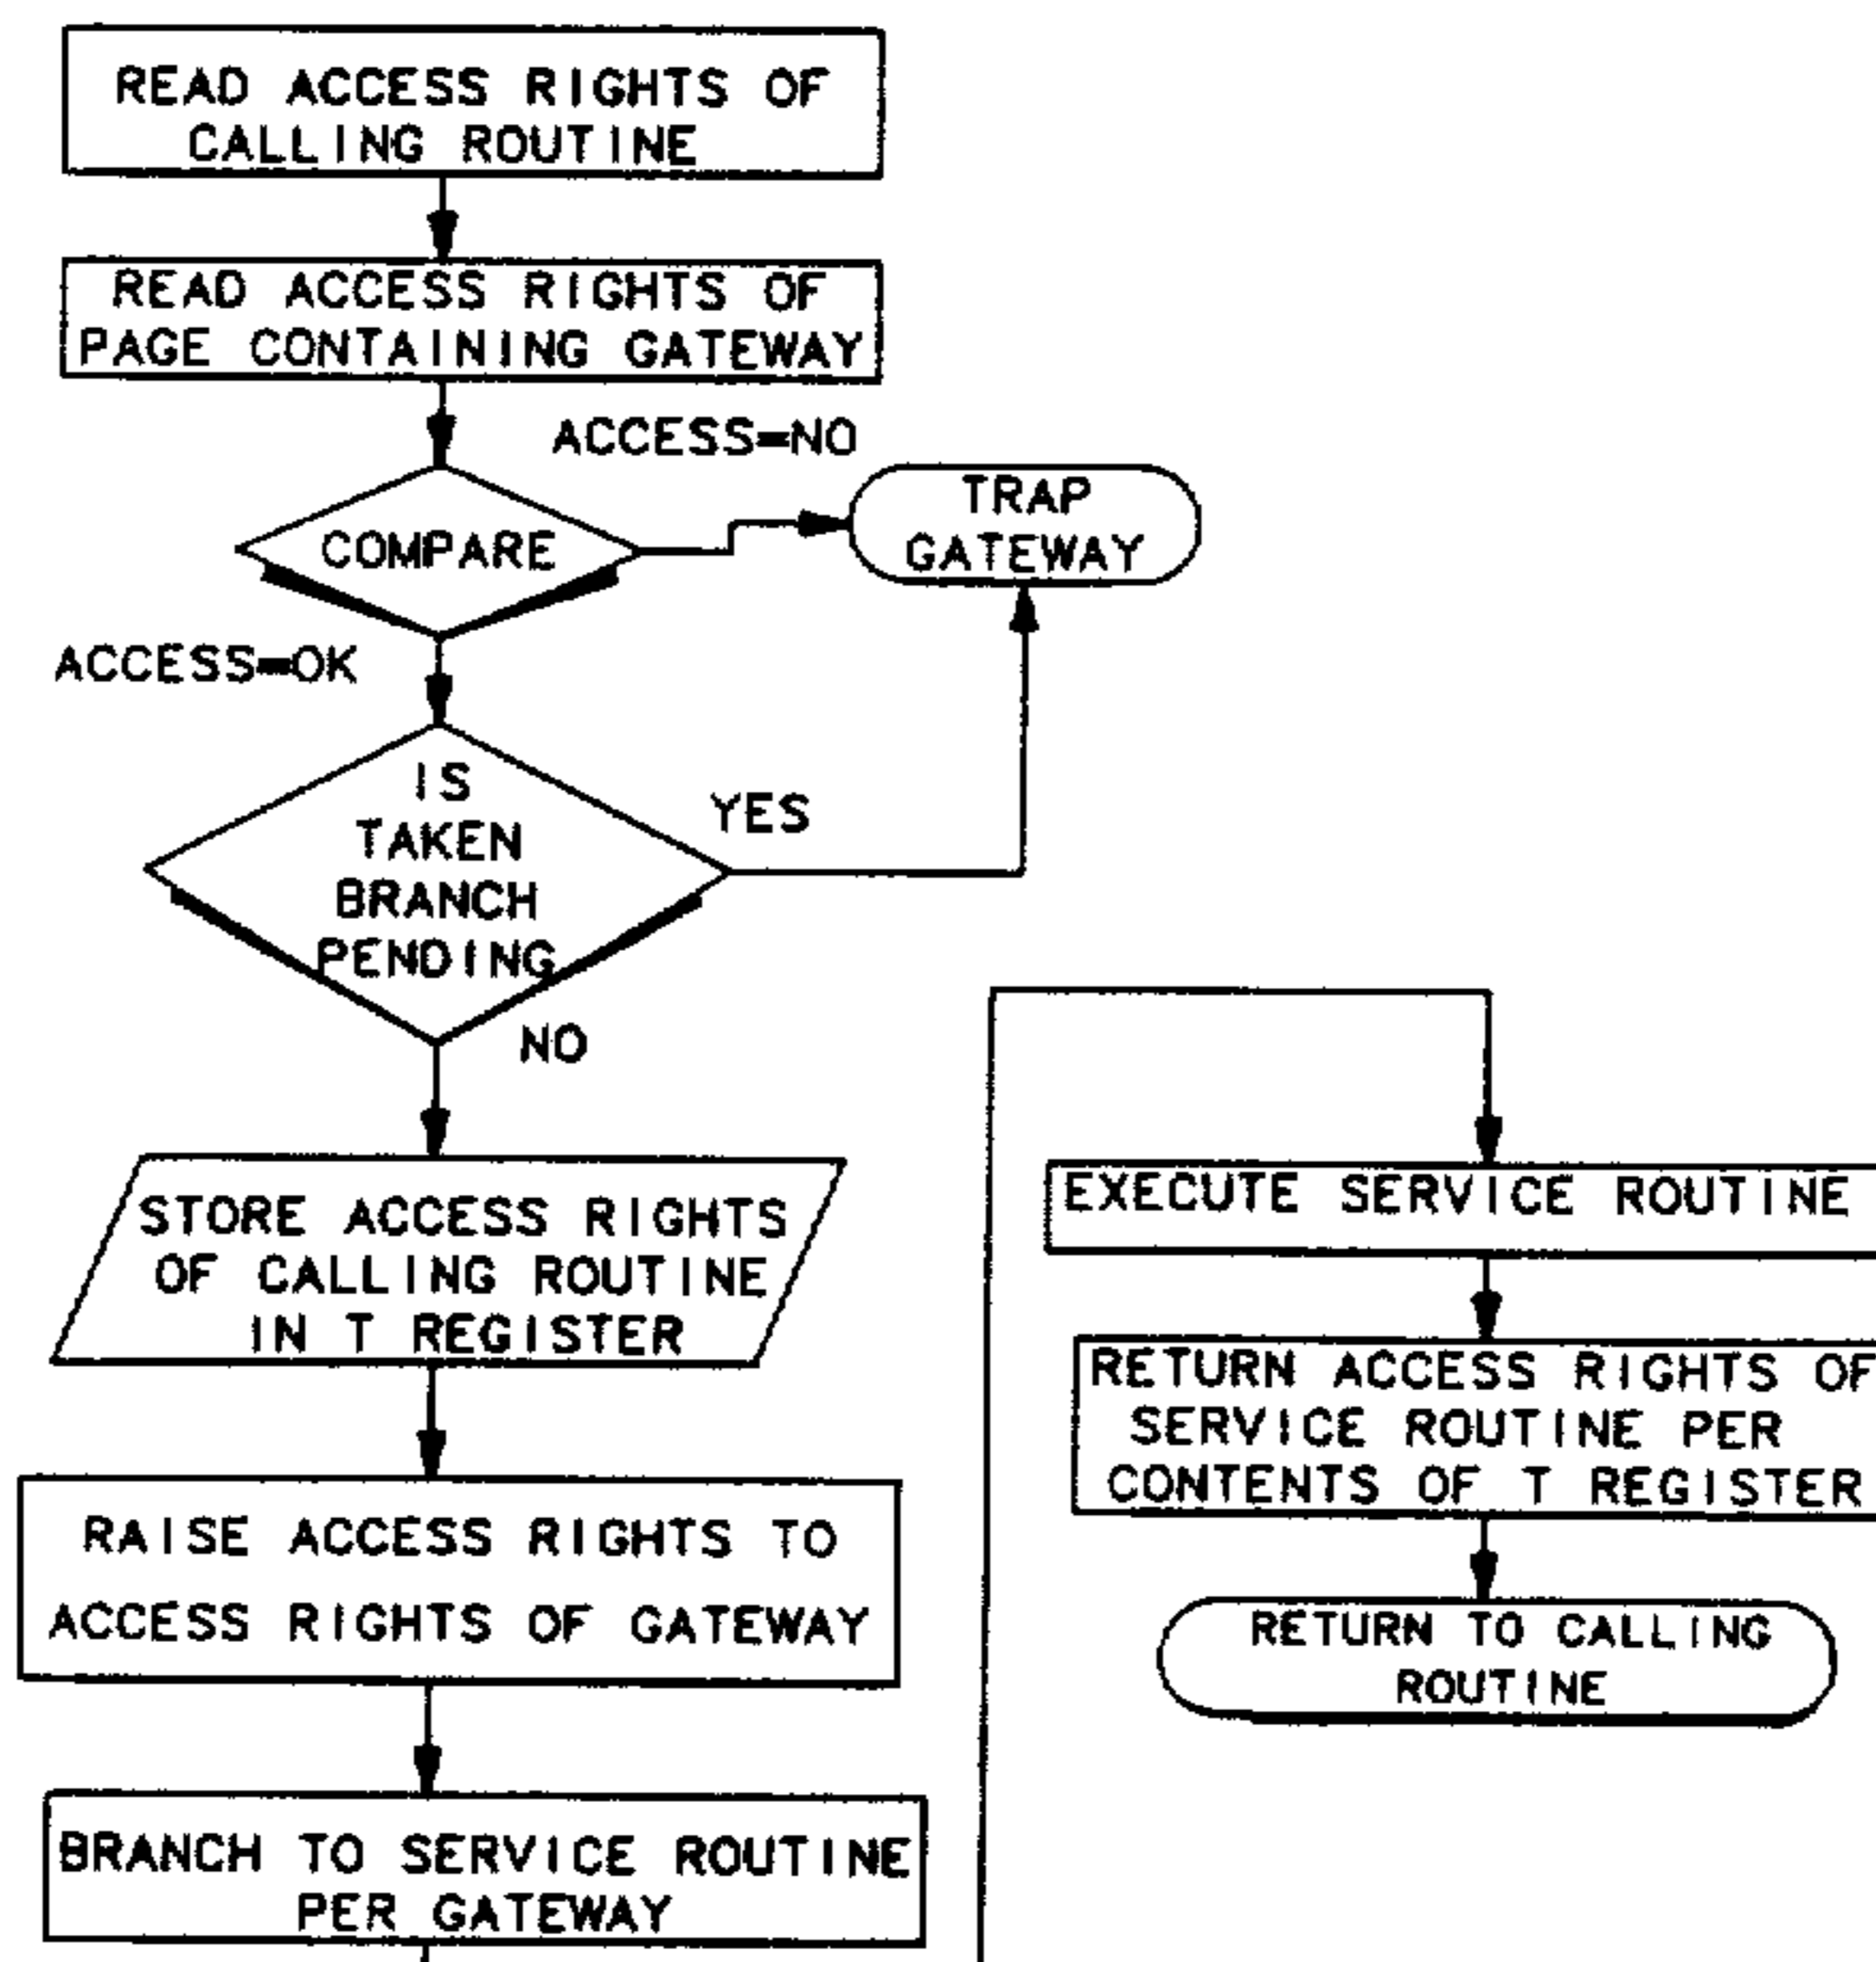 READ ACCESS RIGHTS OF
CALLING ROUTINE
READ ACCESS RIGHTS OF
PAGE CONTAINING GATEWAY
ACCESS=NO
COMPARE
TRAP
GATEWAY
ACCESS=OK
IS
TAKEN
BRANCH
PENDING
YES
NO
STORE ACCESS RIGHTS
OF CALLING ROUTINE
IN T REGISTER
RAISE ACCESS RIGHTS TO
ACCESS RIGHTS OF GATEWAY
BRANCH TO SERVICE ROUTINE
PER GATEWAY
EXECUTE SERVICE ROUTINE
RETURN ACCESS RIGHTS OF
SERVICE ROUTINE PER
CONTENTS OF T REGISTER
RETURN TO CALLING
ROUTINE